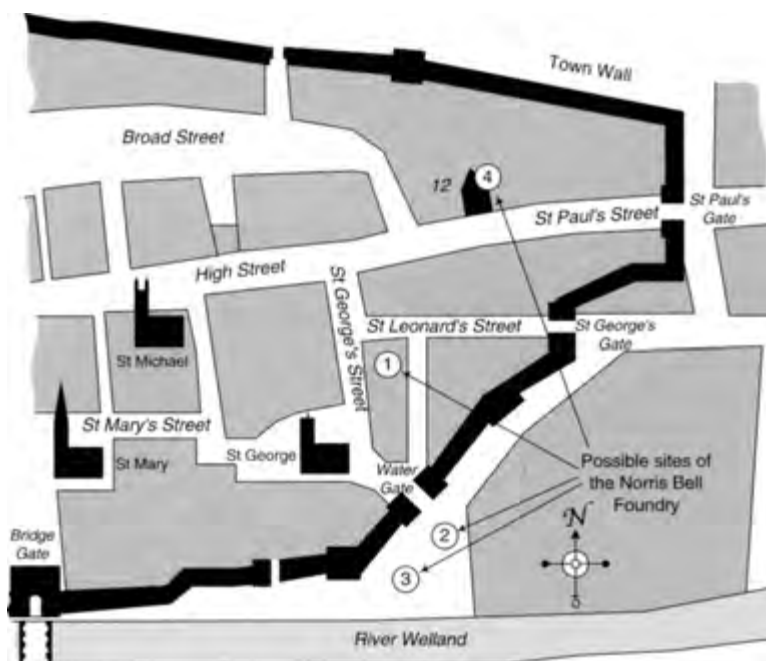 Town Wall
Broad Street
12
4
St Paul's Street
St Paul's
Gate
High Street
St George's Street
St Leonard's Street
St George's
Gate
St Michael
1
St Mary's Street
St George
St Mary
Water
Gate
Possible sites of
the Norris Bell
Foundry
N
Bridge
Gate
2
3
River Welland